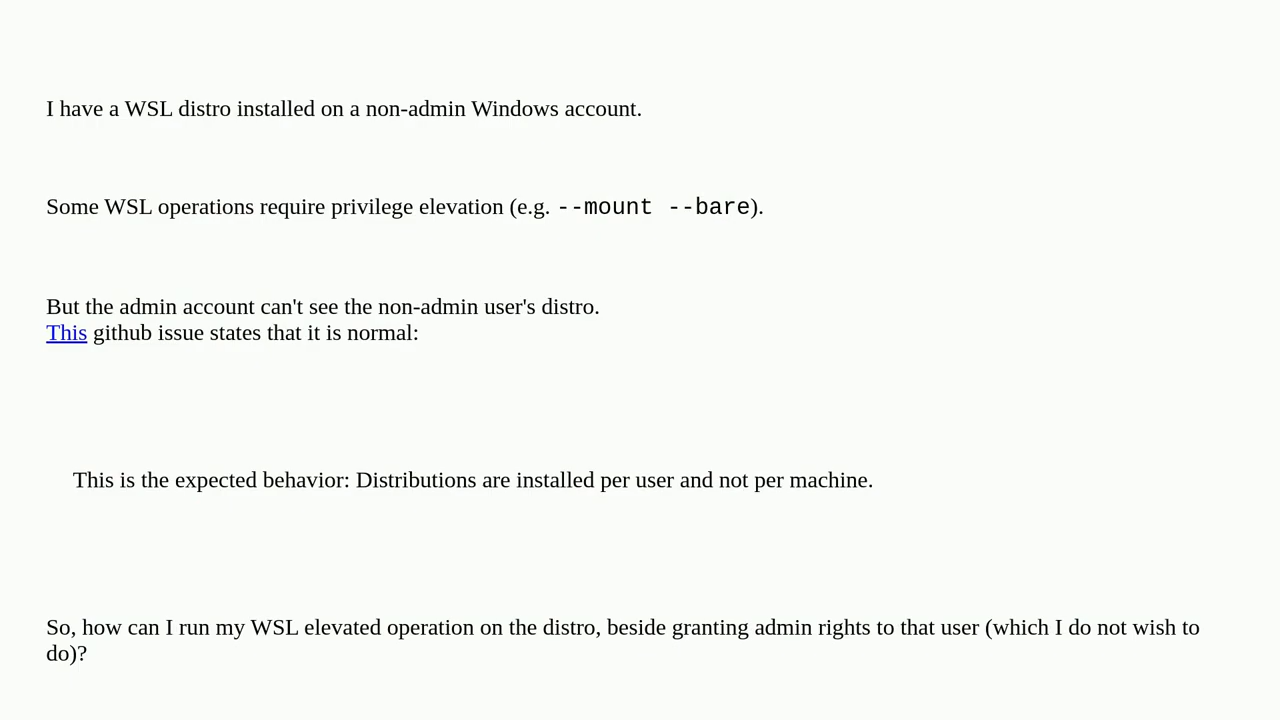 I have a WSL distro installed on a non-admin Windows account.
Some WSL operations require privilege elevation (e.g. --mount --bare).
But the admin account can't see the non-admin user's distro.
This github issue states that it is normal:
This is the expected behavior: Distributions are installed per user and not per machine.
So, how can I run my WSL elevated operation on the distro, beside granting admin rights to that user (which I do not wish to
do)?